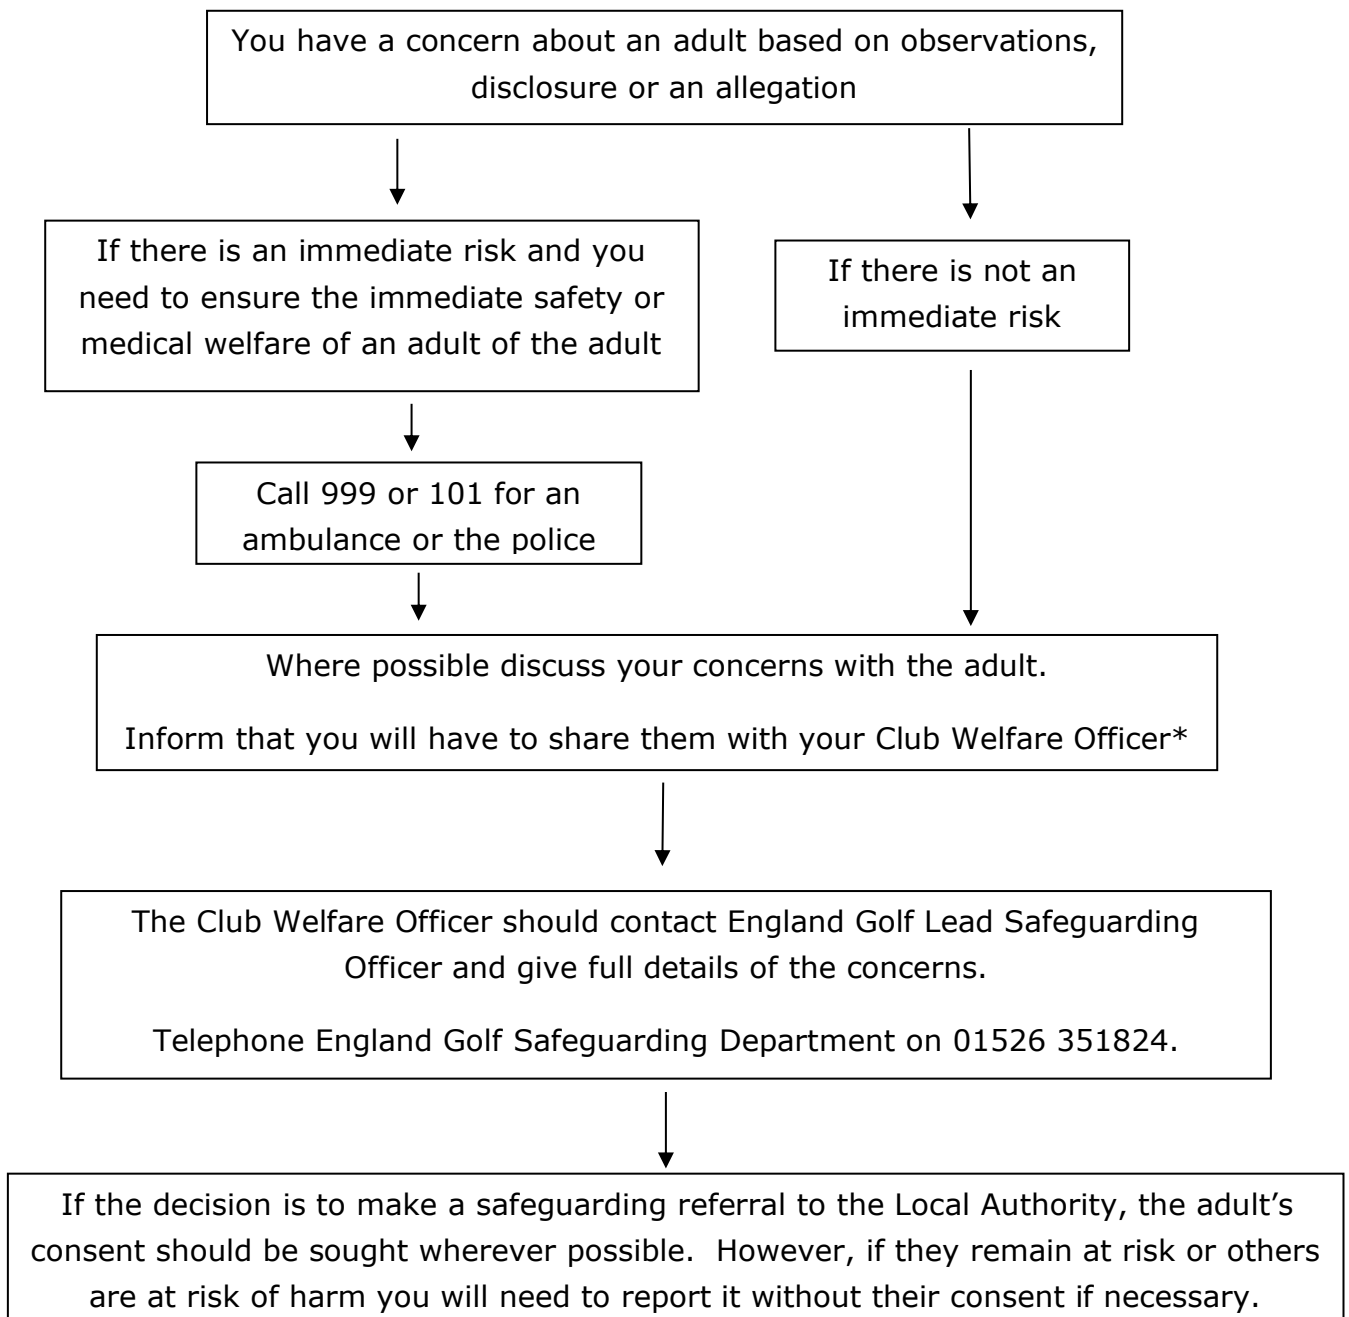 You have a concern about an adult based on observations,
disclosure or an allegation
If there is an immediate risk and you
need to ensure the immediate safety or
medical welfare of an adult of the adult
If there is not an
immediate risk
Call 999 or 101 for an
ambulance or the police
Where possible discuss your concerns with the adult.
Inform that you will have to share them with your Club Welfare Officer*
The Club Welfare Officer should contact England Golf Lead Safeguarding
Officer and give full details of the concerns.
Telephone England Golf Safeguarding Department on 01526 351824.
If the decision is to make a safeguarding referral to the Local Authority, the adult’s
consent should be sought wherever possible.  However, if they remain at risk or others
are at risk of harm you will need to report it without their consent if necessary.